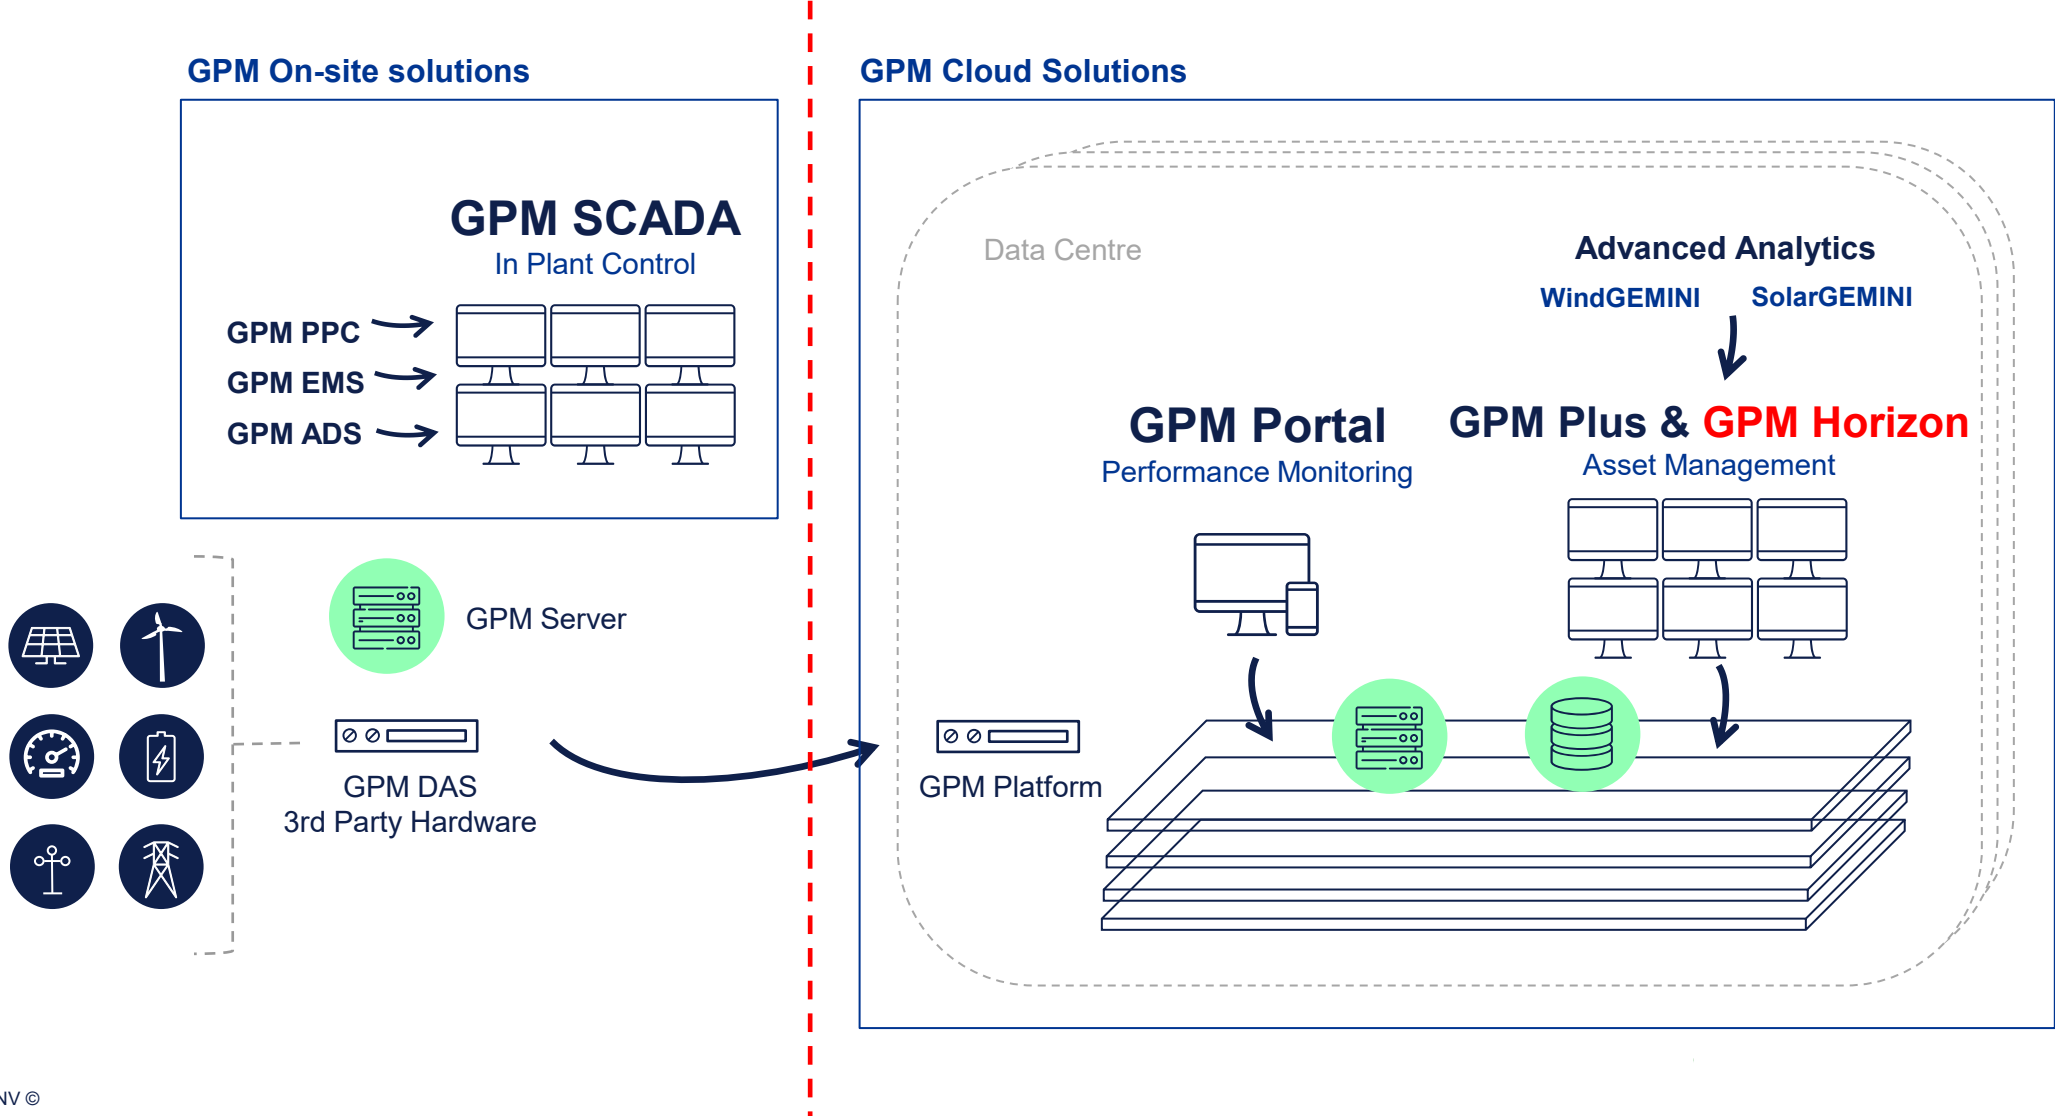 GPM On-site solutions
GPM SCADA
In Plant Control
GPM PPC
GPM EMS
GPM ADS
GPM Server
GPM DAS
3rd Party Hardware
GPM Cloud Solutions
Data Centre
Advanced Analytics
WindGEMINI SolarGEMINI
GPM Portal
Performance Monitoring
GPM Plus & GPM Horizon
Asset Management
GPM Platform
NV ©